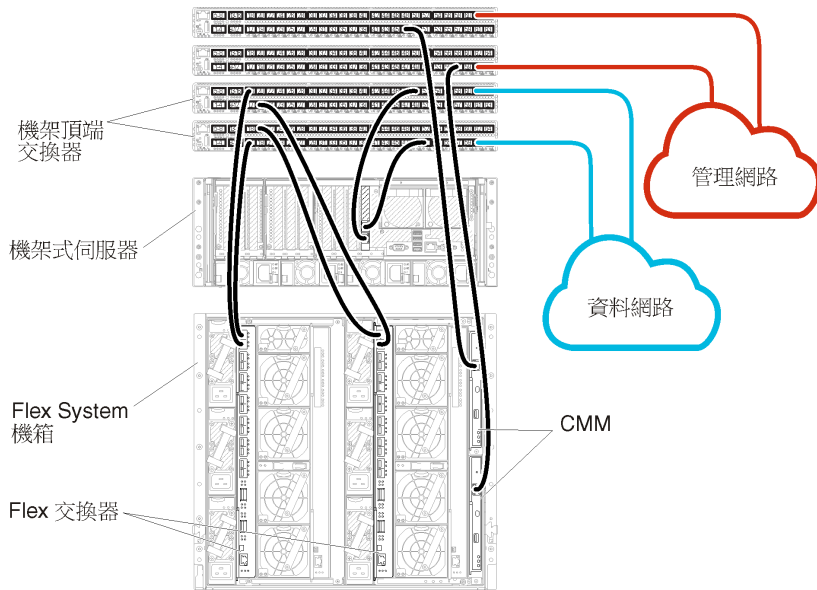 機架頂端
交換器
管理網路
機架式伺服器
資料網路
Flex System
機箱
CMM
Flex 交換器